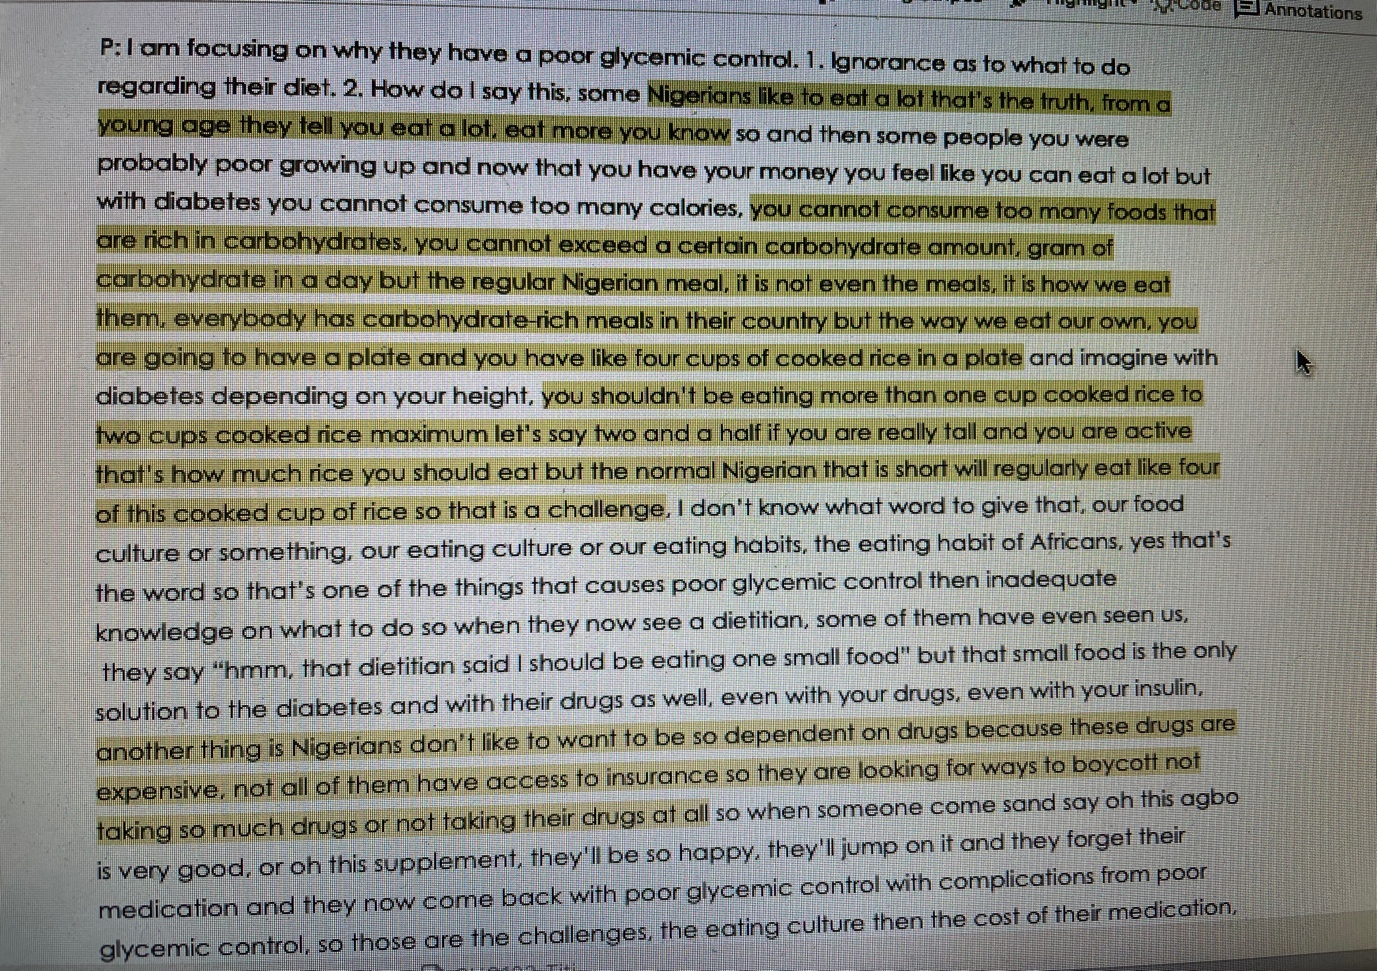 Highlight Code Annotations
P: I am focusing on why they have a poor glycemic control. 1. Ignorance as to what to do
regarding their diet. 2. How do I say this, some Nigerians like to eat a lot that's the truth, from a
young age they tell you eat a lot, eat more you know so and then some people you were
probably poor growing up and now that you have your money you feel like you can eat a lot but
with diabetes you cannot consume too many calories, you cannot consume too many foods that
are rich in carbohydrates, you cannot exceed a certain carbohydrate amount, gram of
carbohydrate in a day but the regular Nigerian meal, it is not even the meals, it is how we eat
them, everybody has carbohydrate-rich meals in their country but the way we eat our own, you
are going to have a plate and you have like four cups of cooked rice in a plate and imagine with
diabetes depending on your height, you shouldn't be eating more than one cup cooked rice to
two cups cooked rice maximum let's say two and a half if you are really tall and you are active
that's how much rice you should eat but the normal Nigerian that is short will regularly eat like four
of this cooked cup of rice so that is a challenge, I don't know what word to give that, our food
culture or something, our eating culture or our eating habits, the eating habit of Africans, yes that's
the word so that's one of the things that causes poor glycemic control then inadequate
knowledge on what to do so when they now see a dietitian, some of them have even seen us,
they say “hmm, that dietitian said I should be eating one small food" but that small food is the only
solution to the diabetes and with their drugs as well, even with your drugs, even with your insulin,
another thing is Nigerians don't like to want to be so dependent on drugs because these drugs are
expensive, not all of them have access to insurance so they are looking for ways to boycott not
taking so much drugs or not taking their drugs at all so when someone come sand say oh this agbo
is very good, or oh this supplement, they'll be so happy, they'll jump on it and they forget their
medication and they now come back with poor glycemic control with complications from poor
glycemic control, so those are the challenges, the eating culture then the cost of their medication,